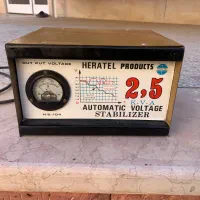 OUT PUT VOLTAGE
HERATEL PRODUCTS
2,5
K.V.A
AUTOMATIC VOLTAGE
STABILIZER